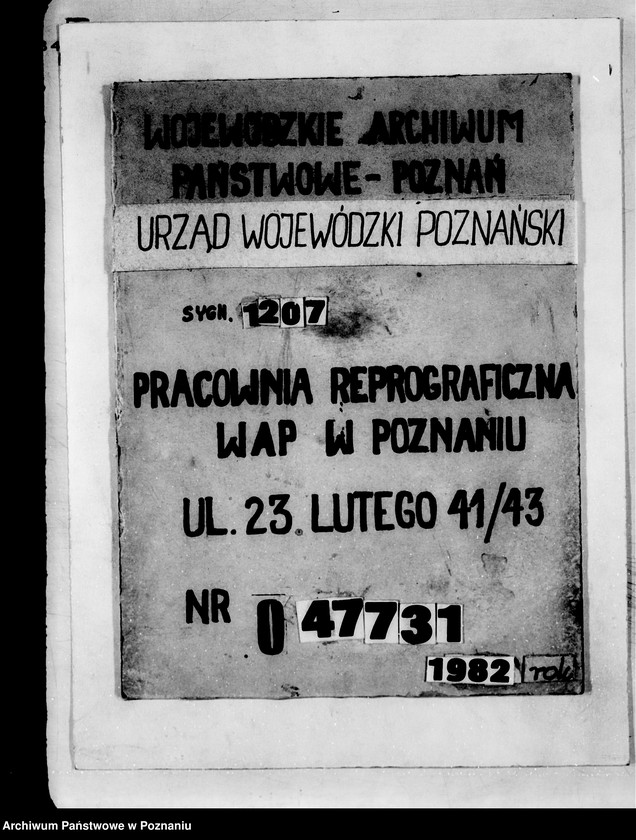 WOJEWÓDZKIE ARCHIWUM
PAŃSTWOWE - POZNAŃ
URZĄD WOJEWÓDZKI POZNAŃSKI
SYGN. 1207
PRACOWNIA REPROGRAFICZNA
WAP W POZNANIU
UL. 23. LUTEGO 41/43
NR 0 47731
1982 rok
Archiwum Państwowe w Poznaniu